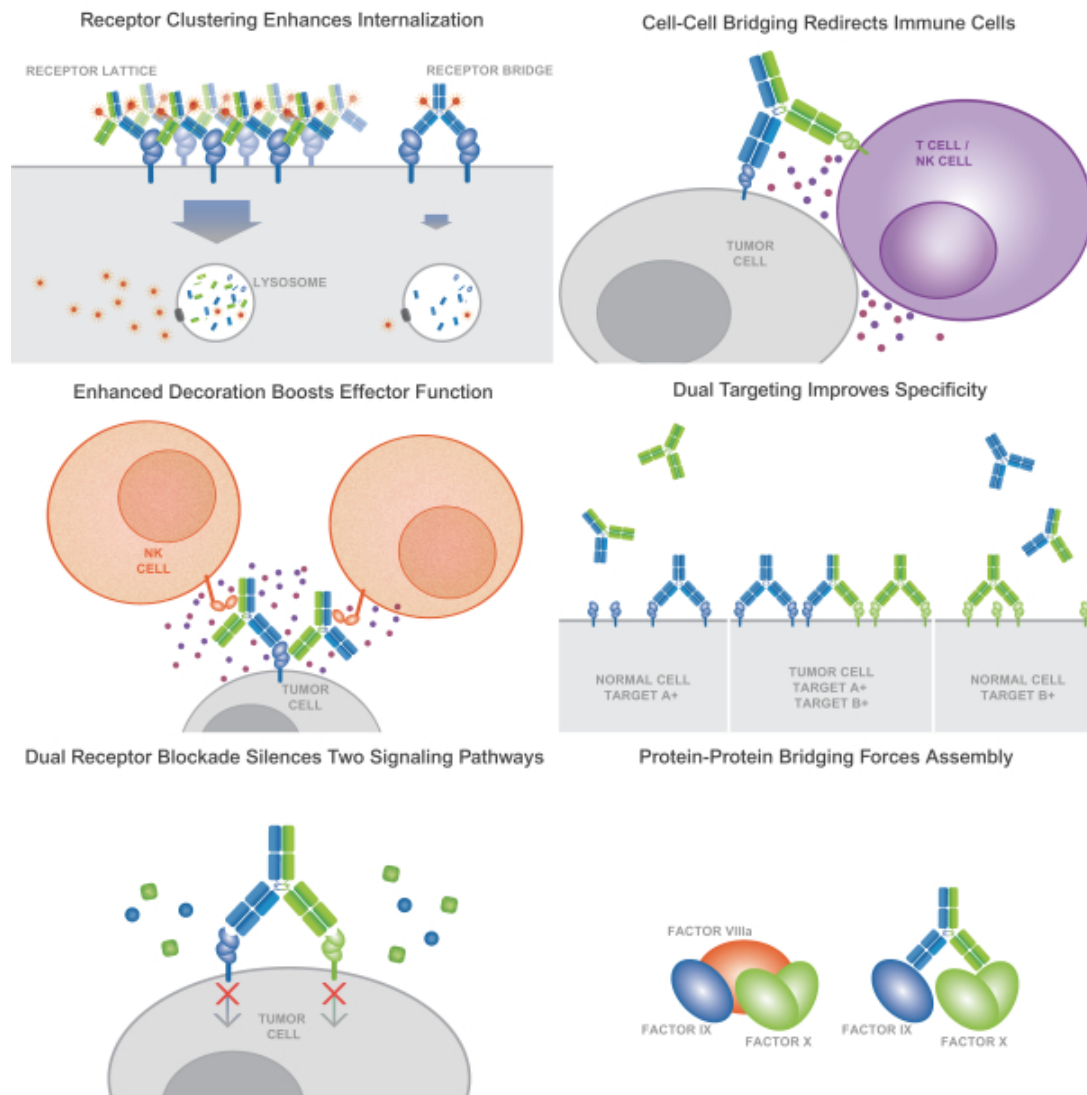 Receptor Clustering Enhances Internalization
RECEPTOR LATTICE
RECEPTOR BRIDGE
LYSOSOME
Cell-Cell Bridging Redirects Immune Cells
T CELL /
NK CELL
TUMOR
CELL
Enhanced Decoration Boosts Effector Function
NK
CELL
TUMOR
CELL
Dual Targeting Improves Specificity
NORMAL CELL
TARGET A+
TUMOR CELL
TARGET A+
TARGET B+
NORMAL CELL
TARGET B+
Dual Receptor Blockade Silences Two Signaling Pathways
TUMOR
CELL
Protein-Protein Bridging Forces Assembly
FACTOR VIIIa
FACTOR IX
FACTOR X
FACTOR IX
FACTOR X